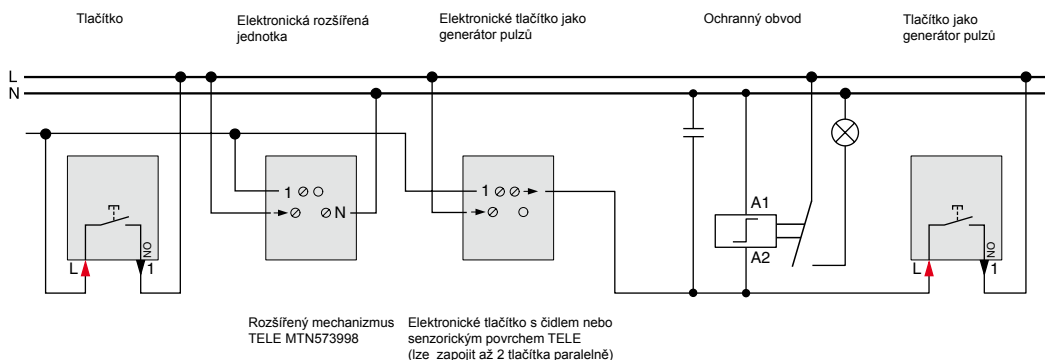 Tlačítko
Elektronická rozšířená
jednotka
Elektronické tlačítko jako
generátor pulzů
Ochranný obvod
Tlačítko jako
generátor pulzů
L
N
1
N
1
A1
A2
L
NO
1
L
NO
1
Rozšířený mechanizmus
TELE MTN573998
Elektronické tlačítko s čidlem nebo
senzorickým povrchem TELE
(lze zapojit až 2 tlačítka paralelně)